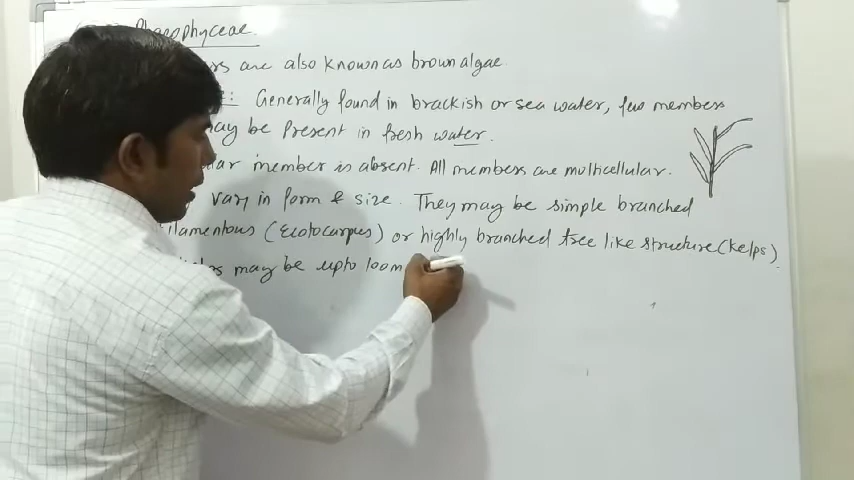 Phaeophyceae
are also known as brown algae
: Generally found in brackish or sea water, few members
may be Present in fresh water.
member is absent. All members are multicellular.
vary in form & size. They may be simple branched
filamentous (Ecotocarpus) or highly branched tree like structure (kelps).
may be upto 100m